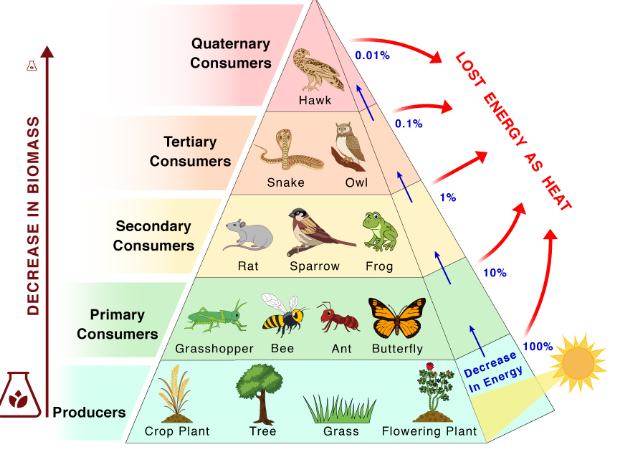 Quaternary
Consumers
0.01%
Hawk
Tertiary
Consumers
0.1%
Snake Owl
Secondary
Consumers
1%
Rat Sparrow Frog
Primary
Consumers
10%
Grasshopper Bee Ant Butterfly
Producers
100%
Decrease
In Energy
Crop Plant Tree Grass Flowering Plant
DECREASE IN BIOMASS
LOST ENERGY AS HEAT